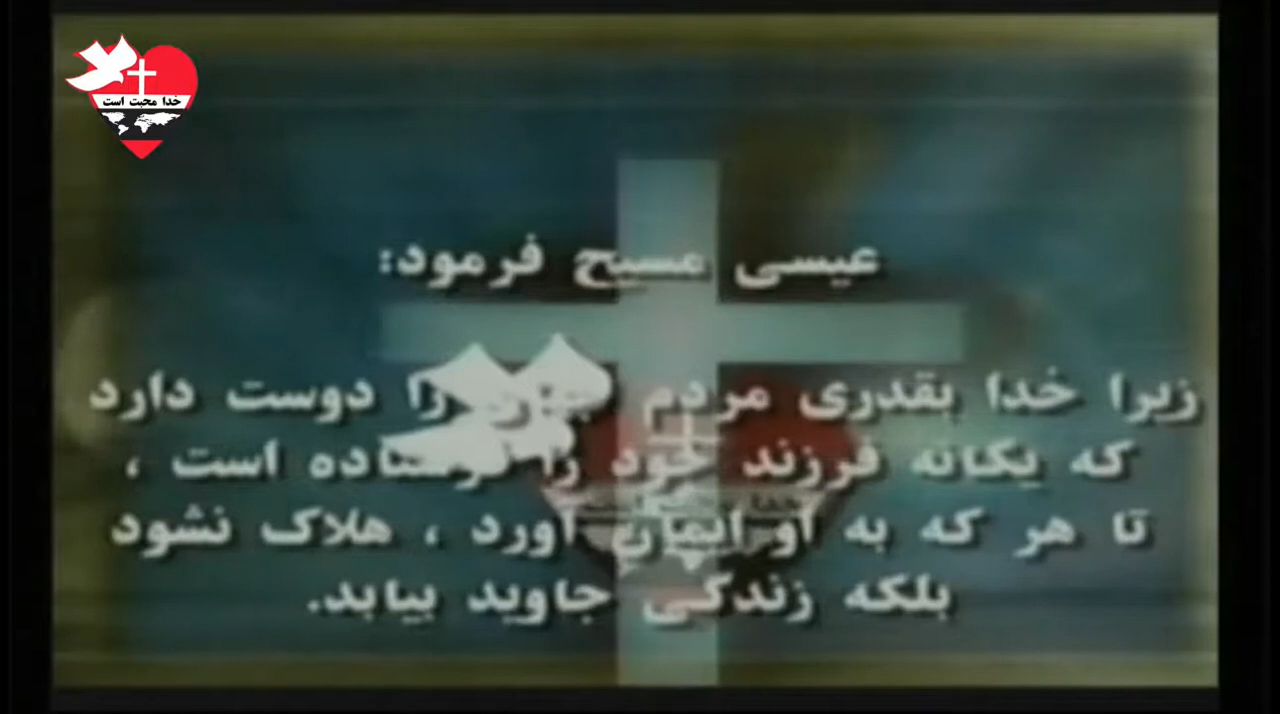 خدا محبت است
عیسی مسیح فرمود:
زیرا خدا بقدری مردم جهان را دوست دارد
که یگانه فرزند خود را فرستاده است ،
تا هر که به او ایمان آورد ، هلاک نشود
بلکه زندگی جاوید بیابد.